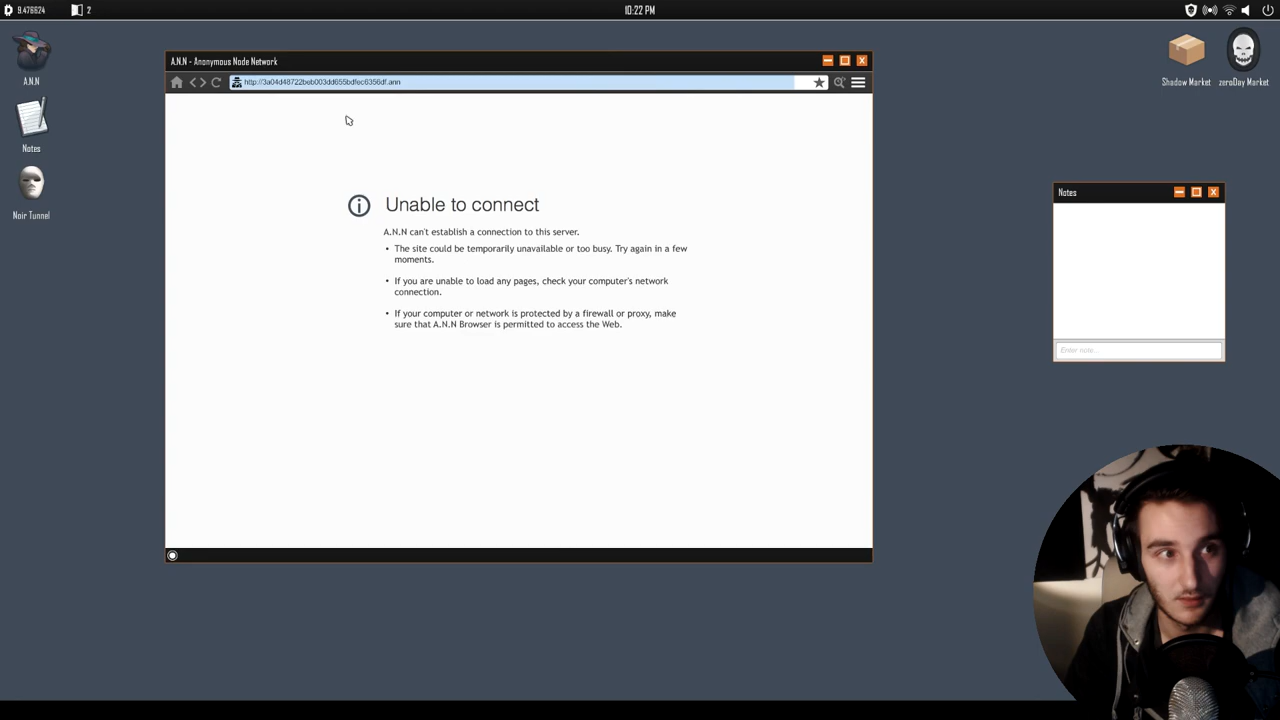 9.476624
2
10:22 PM
A.N.N
Notes
Noir Tunnel
Shadow Market
zeroDay Market
A.N.N - Anonymous Node Network
http://3a04d48722beb003dd655bdfec6356df.ann
Unable to connect
A.N.N can't establish a connection to this server.
• The site could be temporarily unavailable or too busy. Try again in a few
moments.
• If you are unable to load any pages, check your computer's network
connection.
• If your computer or network is protected by a firewall or proxy, make
sure that A.N.N Browser is permitted to access the Web.
Notes
Enter note...